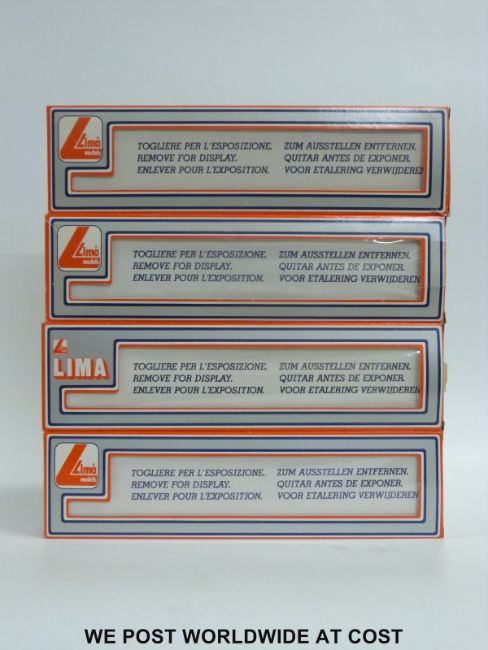 Lima
models
TOGLIERE PER L'ESPOSIZIONE. ZUM AUSSTELLEN ENTFERNEN.
REMOVE FOR DISPLAY. QUITAR ANTES DE EXPONER.
ENLEVER POUR L'EXPOSITION. VOOR ETALERING VERWIJDEREN
Lima
models
TOGLIERE PER L'ESPOSIZIONE. ZUM AUSSTELLEN ENTFERNEN.
REMOVE FOR DISPLAY. QUITAR ANTES DE EXPONER.
ENLEVER POUR L'EXPOSITION. VOOR ETALERING VERWIJDEREN
LIMA
TOGLIERE PER L'ESPOSIZIONE. ZUM AUSSTELLEN ENTFERNEN.
REMOVE FOR DISPLAY. QUITAR ANTES DE EXPONER.
ENLEVER POUR L'EXPOSITION. VOOR ETALERING VERWIJDEREN
Lima
models
TOGLIERE PER L'ESPOSIZIONE. ZUM AUSSTELLEN ENTFERNEN.
REMOVE FOR DISPLAY. QUITAR ANTES DE EXPONER.
ENLEVER POUR L'EXPOSITION. VOOR ETALERING VERWIJDEREN
WE POST WORLDWIDE AT COST